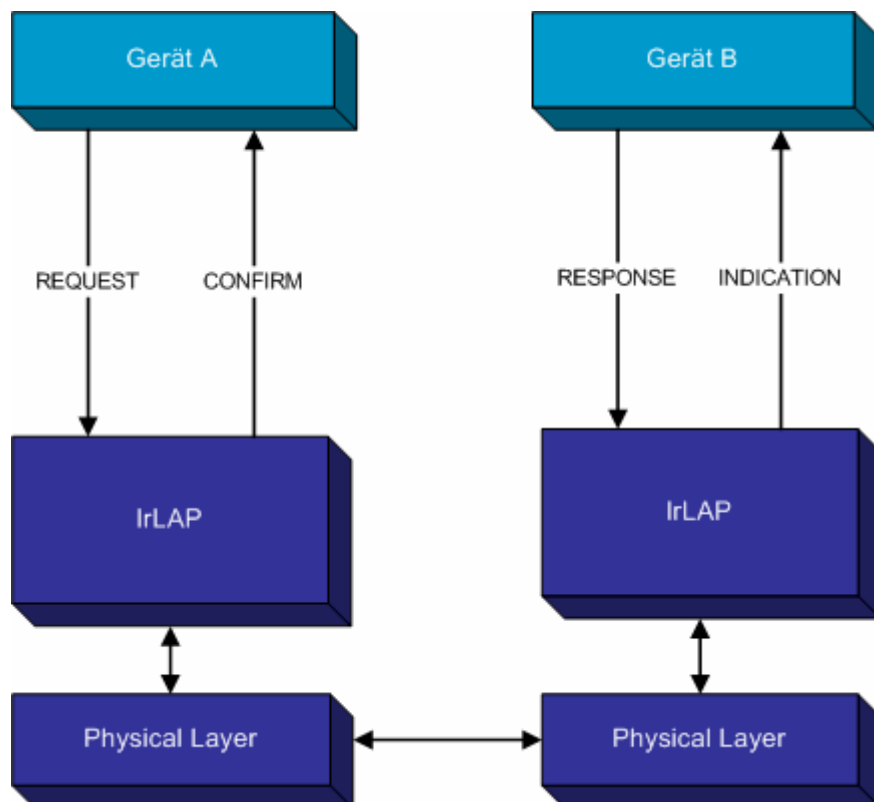 Gerät A
Gerät B
REQUEST
CONFIRM
RESPONSE
INDICATION
IrLAP
IrLAP
Physical Layer
Physical Layer